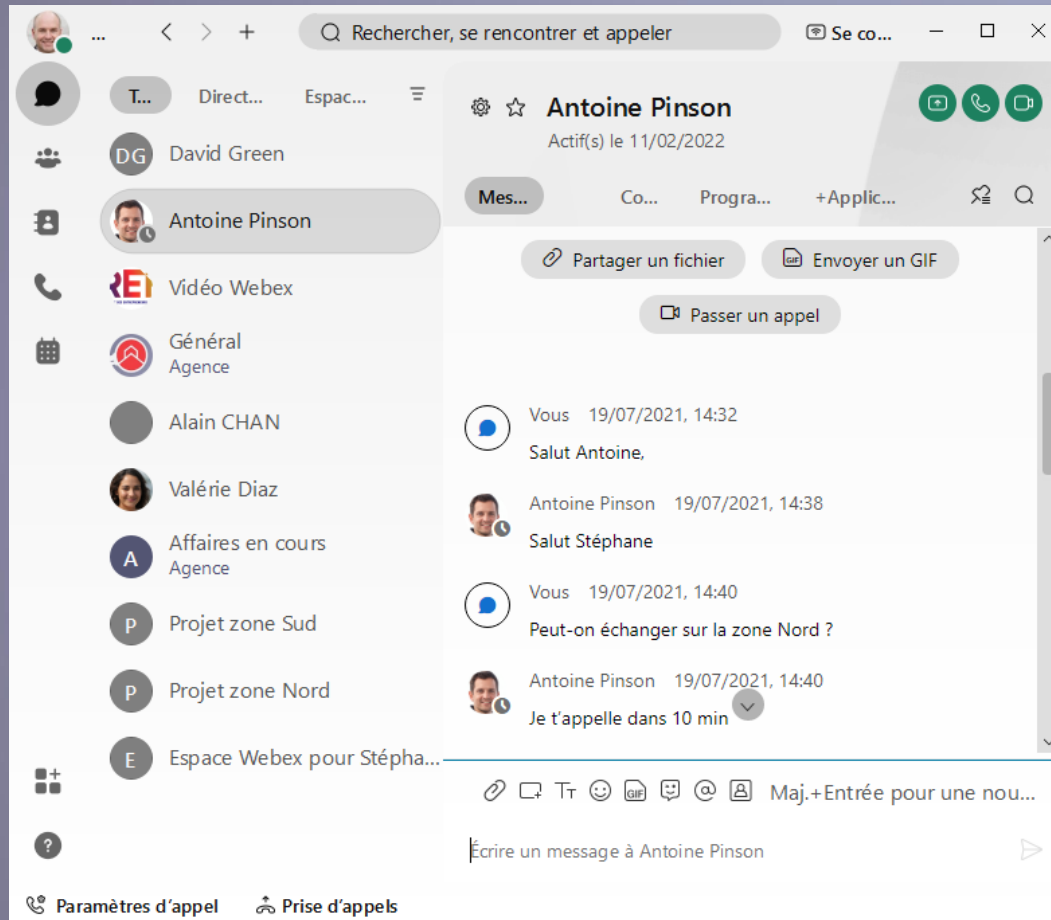 ... Rechercher, se rencontrer et appeler Se co...
T... Direct... Espac...
DG David Green
Antoine Pinson
Vidéo Webex
Général
Agence
Alain CHAN
Valérie Diaz
A Affaires en cours
Agence
P Projet zone Sud
P Projet zone Nord
E Espace Webex pour Stépha...
Antoine Pinson
Actif(s) le 11/02/2022
Mes... Co... Progra... +Applic...
Partager un fichier GIF Envoyer un GIF
Passer un appel
Vous 19/07/2021, 14:32
Salut Antoine,
Antoine Pinson 19/07/2021, 14:38
Salut Stéphane
Vous 19/07/2021, 14:40
Peut-on échanger sur la zone Nord ?
Antoine Pinson 19/07/2021, 14:40
Je t'appelle dans 10 min
GIF @ Maj.+Entrée pour une nou...
Écrire un message à Antoine Pinson
Paramètres d'appel Prise d'appels